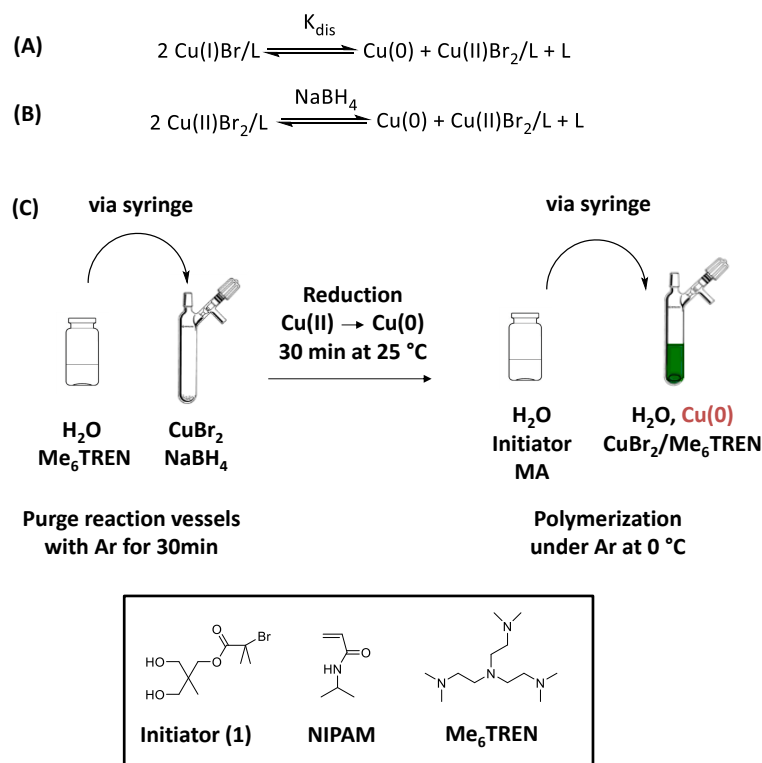 (A) 2 Cu(I)Br/L K_dis Cu(0) + Cu(II)Br₂/L + L
(B) 2 Cu(II)Br₂/L NaBH₄ Cu(0) + Cu(II)Br₂/L + L
(C)
via syringe
via syringe
Reduction
Cu(II) → Cu(0)
30 min at 25 °C
H₂O
Me₆TREN
CuBr₂
NaBH₄
H₂O
Initiator
MA
H₂O, Cu(0)
CuBr₂/Me₆TREN
Purge reaction vessels
with Ar for 30min
Polymerization
under Ar at 0 °C
O
Br
O
HO
HO
Initiator (1)
O
HN
NIPAM
N
N
N
N
Me₆TREN